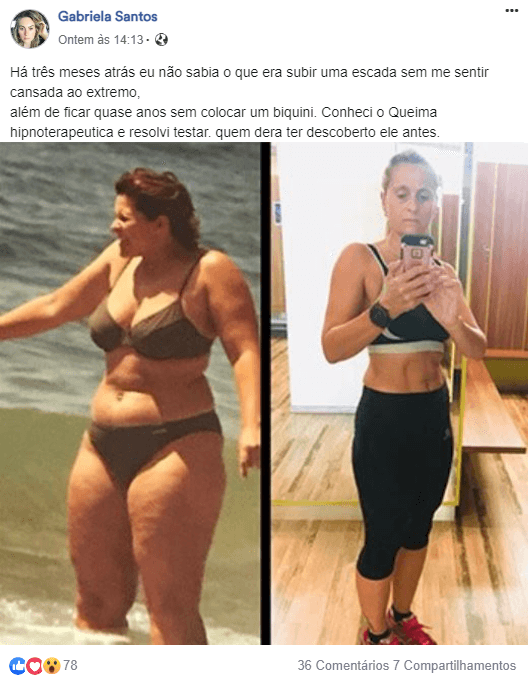 Gabriela Santos
Ontem às 14:13 ·
Há três meses atrás eu não sabia o que era subir uma escada sem me sentir
cansada ao extremo,
além de ficar quase anos sem colocar um biquini. Conheci o Queima
hipnoterapeutica e resolvi testar. quem dera ter descoberto ele antes.
78
36 Comentários 7 Compartilhamentos